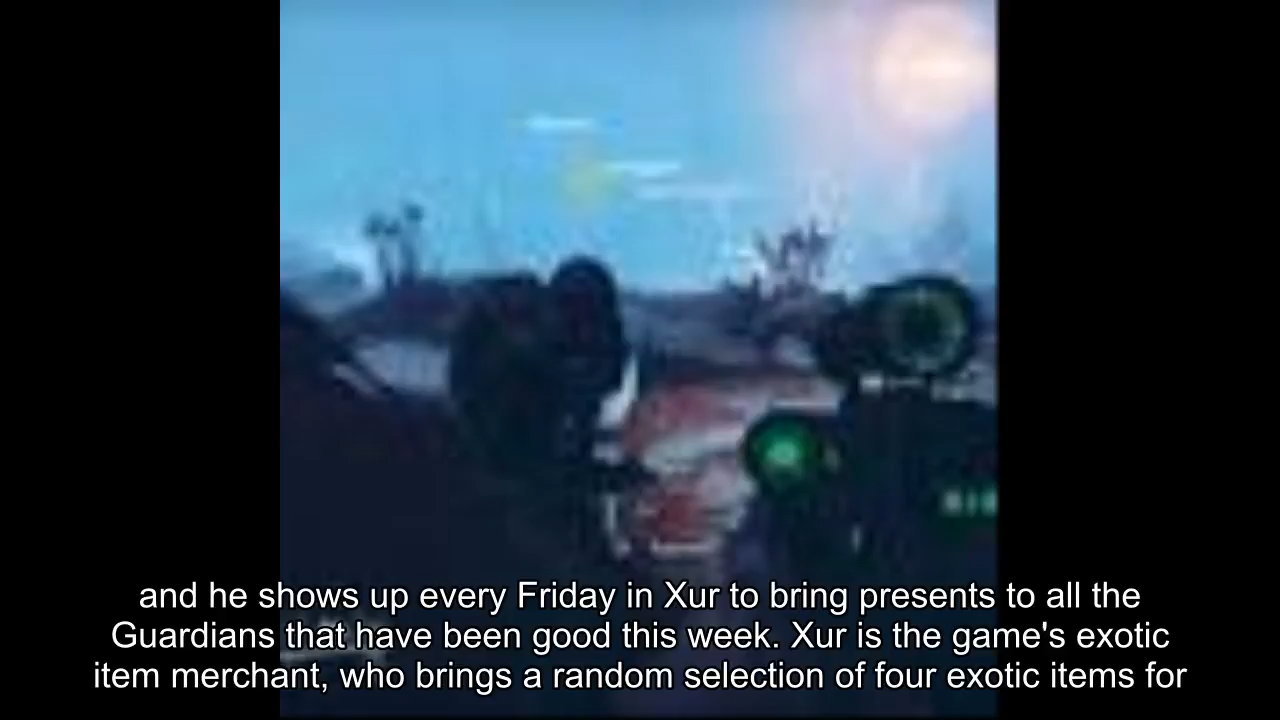 and he shows up every Friday in Xur to bring presents to all the
Guardians that have been good this week. Xur is the game's exotic
item merchant, who brings a random selection of four exotic items for